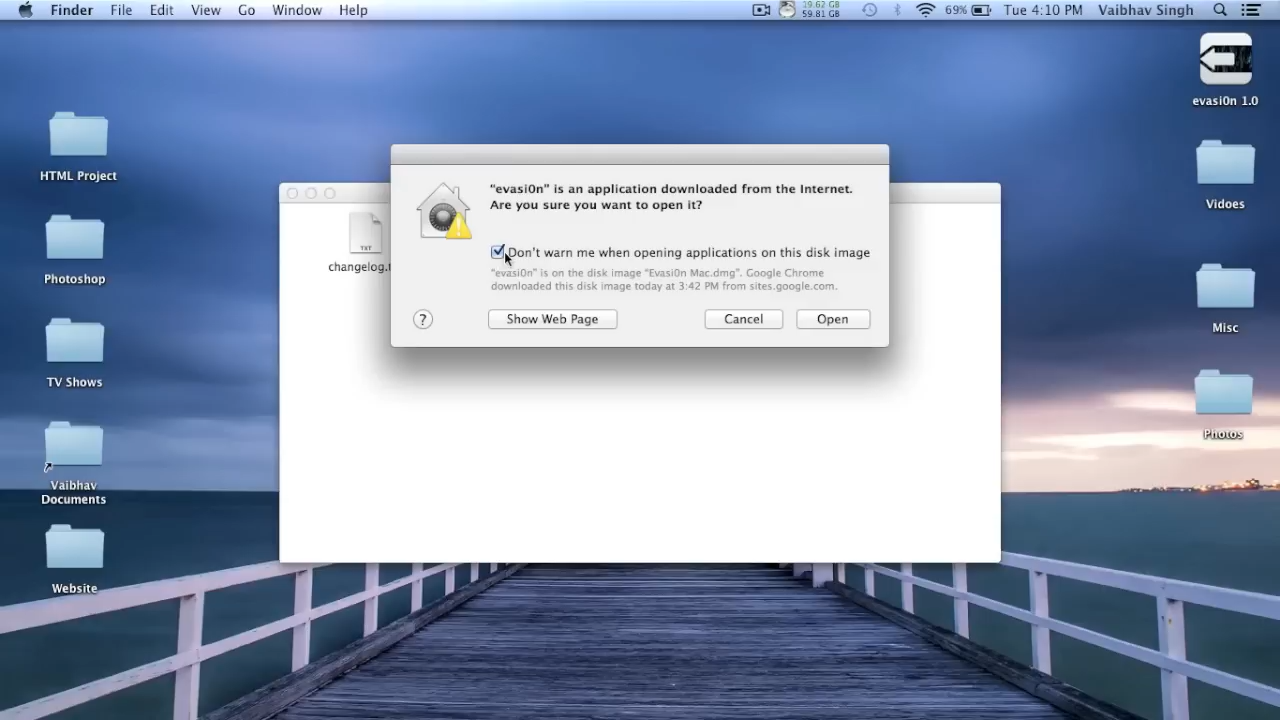 Finder File Edit View Go Window Help
19.62 GB
59.81 GB
69% Tue 4:10 PM Vaibhav Singh
evasi0n 1.0
HTML Project
Vidoes
"evasi0n" is an application downloaded from the Internet.
Are you sure you want to open it?
TXT
changelog.t
Don't warn me when opening applications on this disk image
"evasi0n" is on the disk image "Evasi0n Mac.dmg". Google Chrome
downloaded this disk image today at 3:42 PM from sites.google.com.
? Show Web Page Cancel Open
Photoshop
Misc
TV Shows
Photos
Vaibhav
Documents
Website